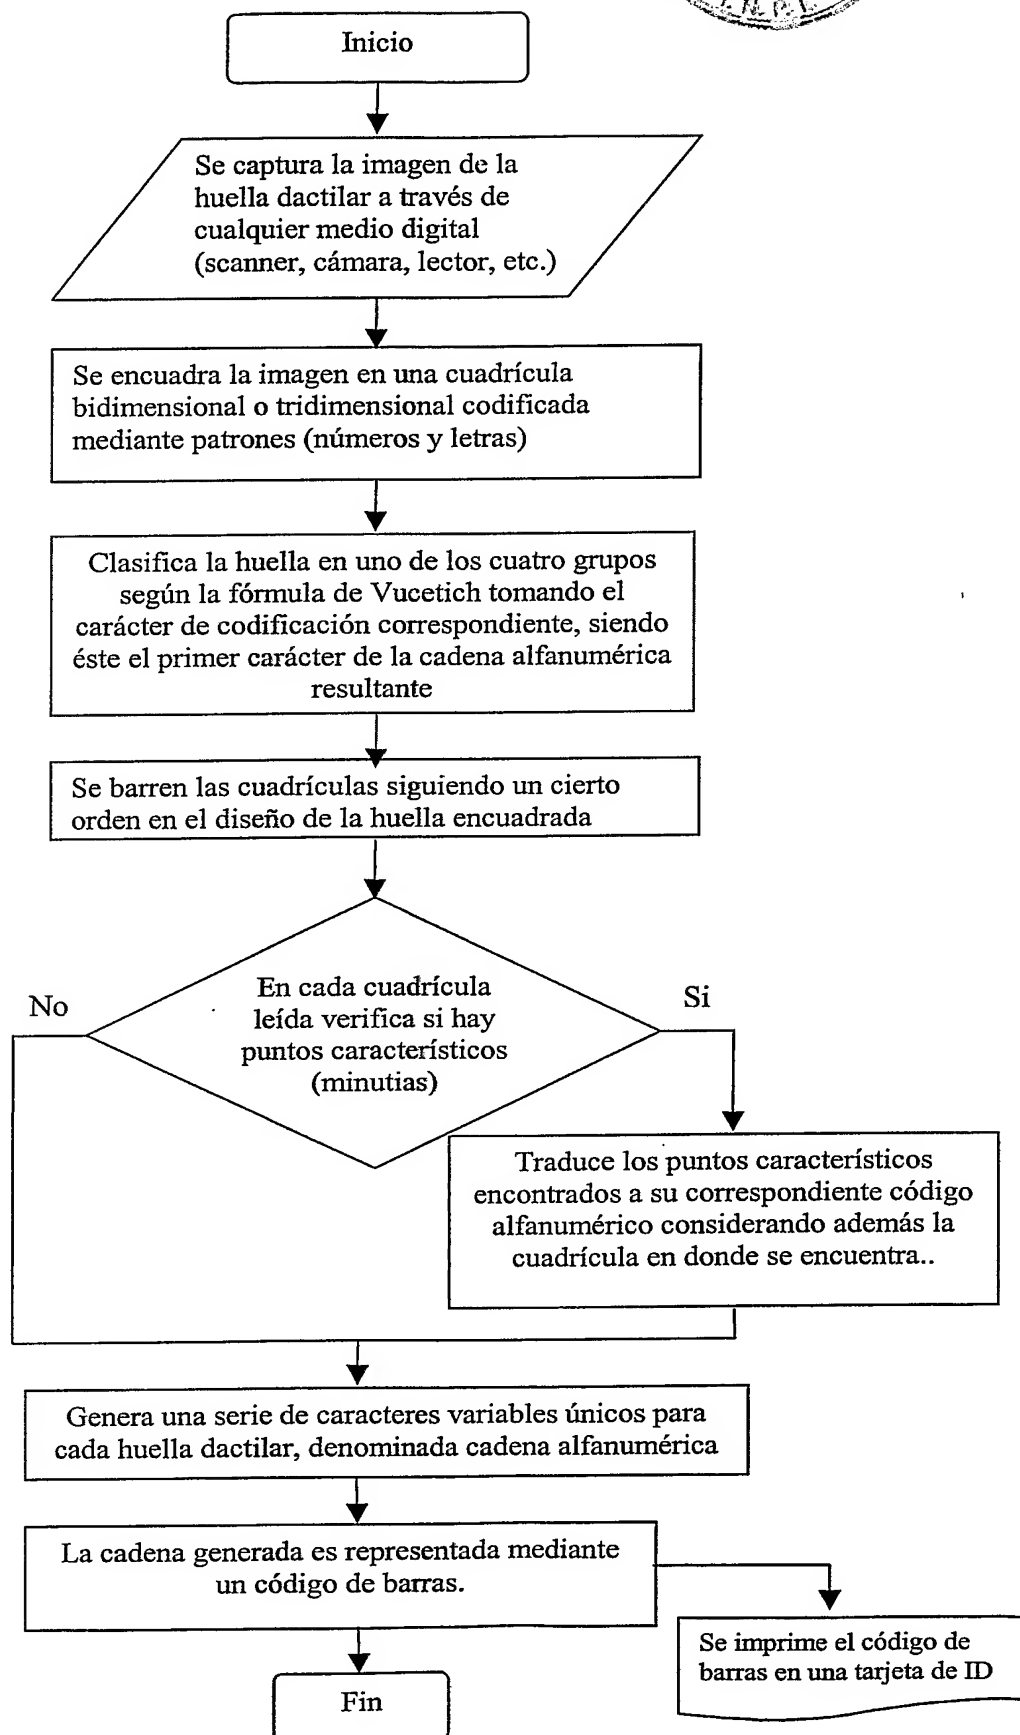 Inicio
Se captura la imagen de la
huella dactilar a través de
cualquier medio digital
(scanner, cámara, lector, etc.)
Se encuadra la imagen en una cuadrícula
bidimensional o tridimensional codificada
mediante patrones (números y letras)
Clasifica la huella en uno de los cuatro grupos
según la fórmula de Vucetich tomando el
carácter de codificación correspondiente, siendo
éste el primer carácter de la cadena alfanumérica
resultante
Se barren las cuadrículas siguiendo un cierto
orden en el diseño de la huella encuadrada
No
En cada cuadrícula
leída verifica si hay
puntos característicos
(minutias)
Si
Traduce los puntos característicos
encontrados a su correspondiente código
alfanumérico considerando además la
cuadrícula en donde se encuentra..
Genera una serie de caracteres variables únicos para
cada huella dactilar, denominada cadena alfanumérica
La cadena generada es representada mediante
un código de barras.
Se imprime el código de
barras en una tarjeta de ID
Fin